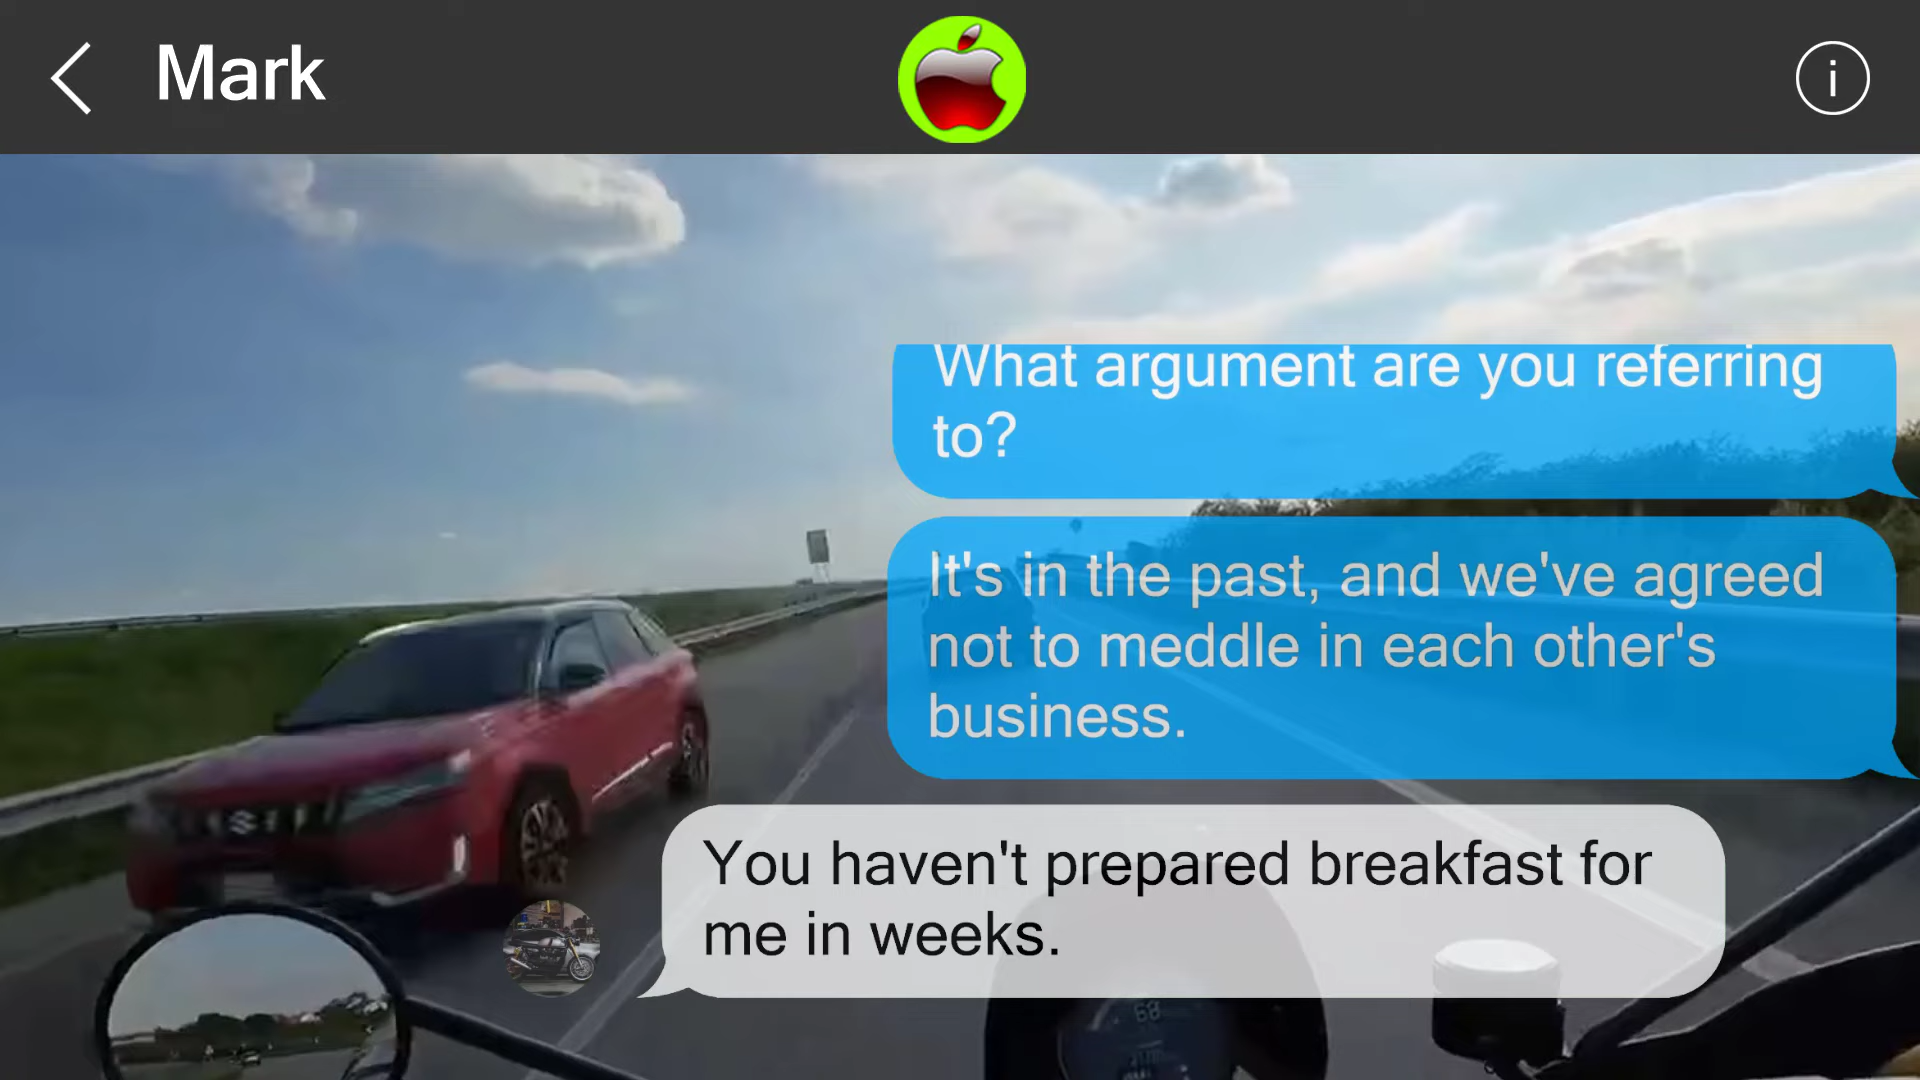 Mark
What argument are you referring
to?
It's in the past, and we've agreed
not to meddle in each other's
business.
You haven't prepared breakfast for
me in weeks.
68